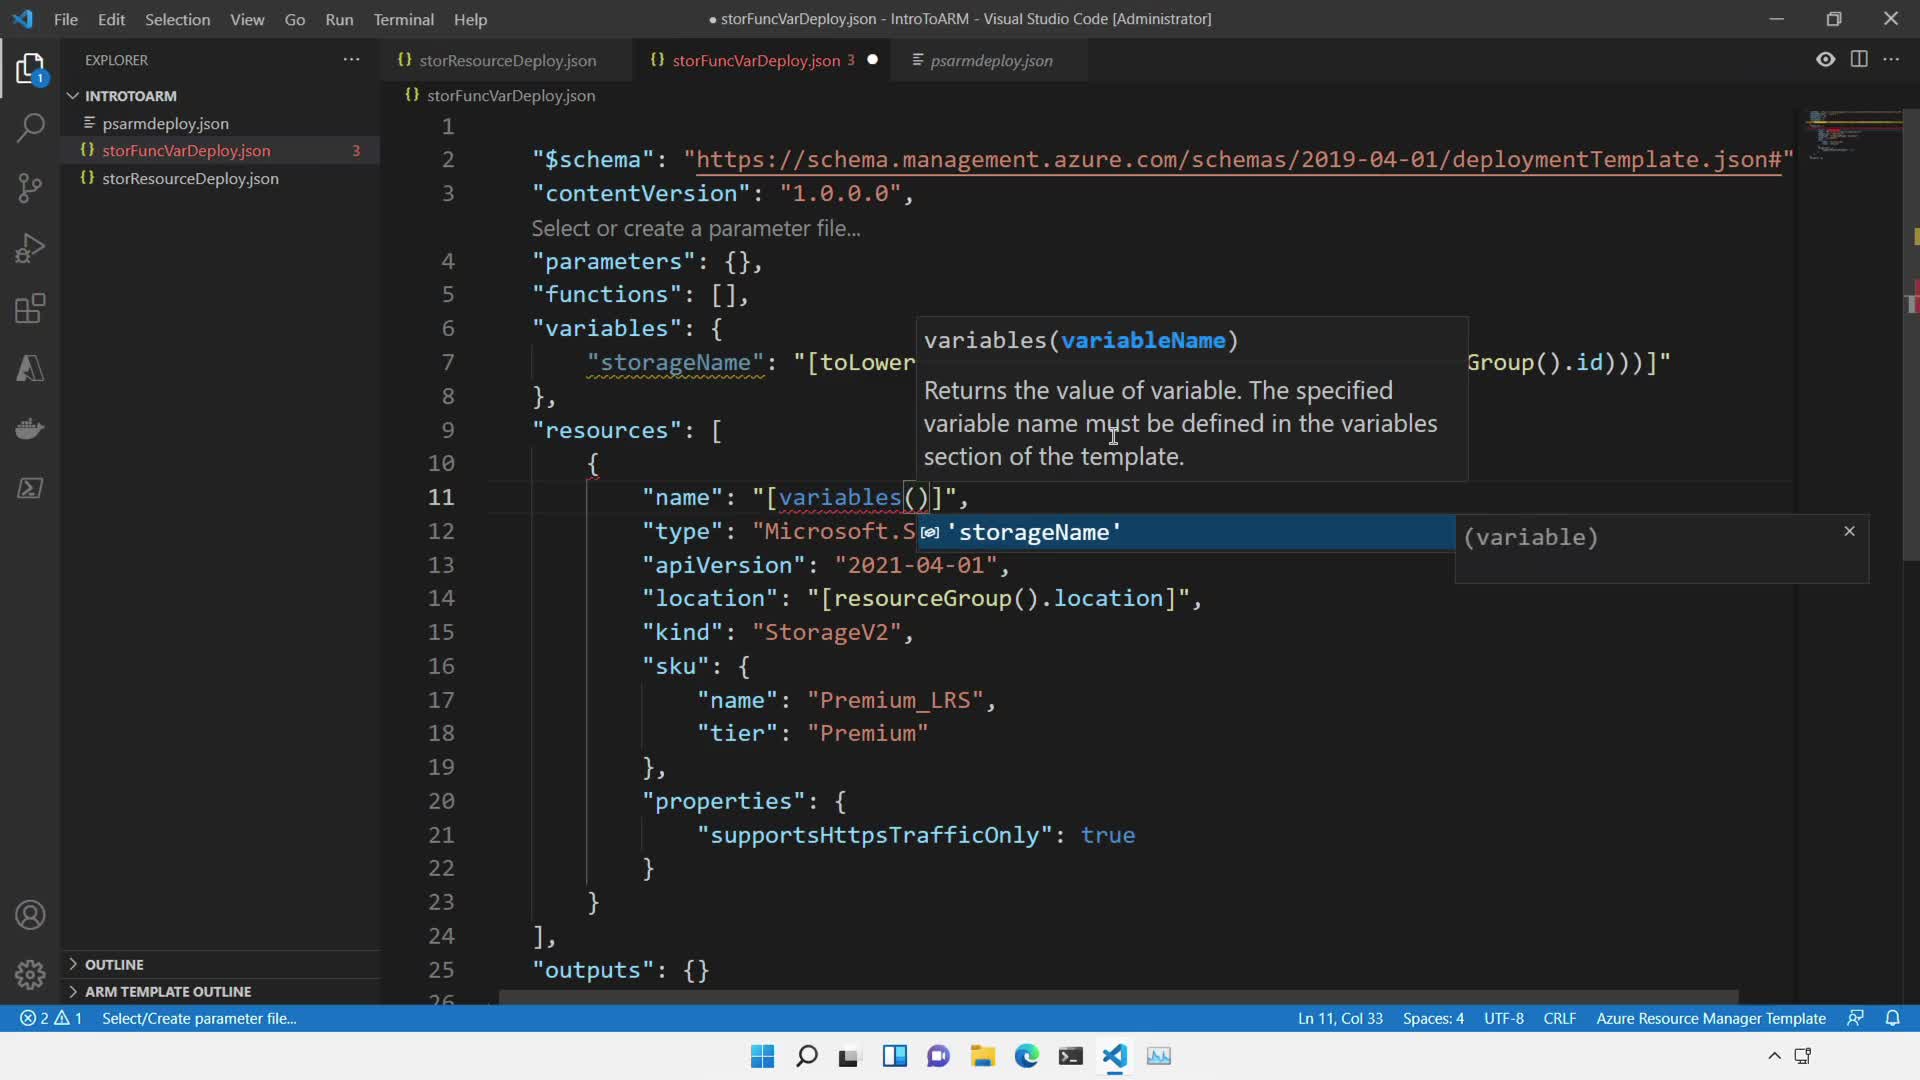 File Edit Selection View Go Run Terminal Help
● storFuncVarDeploy.json - IntroToARM - Visual Studio Code [Administrator]
EXPLORER
INTROTOARM
psarmdeploy.json
storFuncVarDeploy.json 3
storResourceDeploy.json
OUTLINE
ARM TEMPLATE OUTLINE
storResourceDeploy.json
storFuncVarDeploy.json 3
psarmdeploy.json
storFuncVarDeploy.json
1
2 "$schema": "https://schema.management.azure.com/schemas/2019-04-01/deploymentTemplate.json#"
3 "contentVersion": "1.0.0.0",
Select or create a parameter file...
4 "parameters": {},
5 "functions": [],
6 "variables": {
7 "storageName": "[toLower Group().id)))]"
8 },
9 "resources": [
10 {
11 "name": "[variables()]",
12 "type": "Microsoft.S
13 "apiVersion": "2021-04-01",
14 "location": "[resourceGroup().location]",
15 "kind": "StorageV2",
16 "sku": {
17 "name": "Premium_LRS",
18 "tier": "Premium"
19 },
20 "properties": {
21 "supportsHttpsTrafficOnly": true
22 }
23 }
24 ],
25 "outputs": {}
26
variables(variableName)
Returns the value of variable. The specified
variable name must be defined in the variables
section of the template.
'storageName'
(variable)
1
2 1 Select/Create parameter file...
Ln 11, Col 33 Spaces: 4 UTF-8 CRLF Azure Resource Manager Template